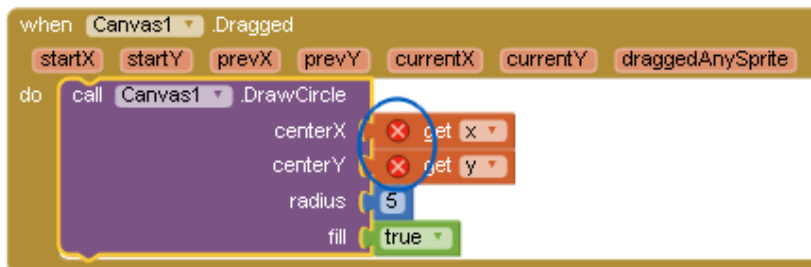 when Canvas1 .Dragged
startX startY prevX prevY currentX currentY draggedAnySprite
do call Canvas1 .DrawCircle
centerX get x
centerY get y
radius 5
fill true